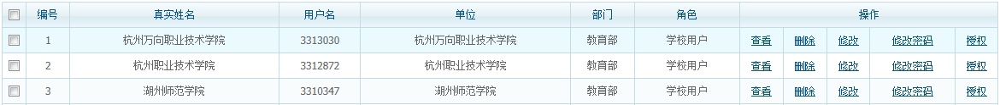 编号 真实姓名 用户名 单位 部门 角色 操作
1 杭州万向职业技术学院 3313030 杭州万向职业技术学院 教育部 学校用户 查看 删除 修改 修改密码 授权
2 杭州职业技术学院 3312872 杭州职业技术学院 教育部 学校用户 查看 删除 修改 修改密码 授权
3 湖州师范学院 3310347 湖州师范学院 教育部 学校用户 查看 删除 修改 修改密码 授权